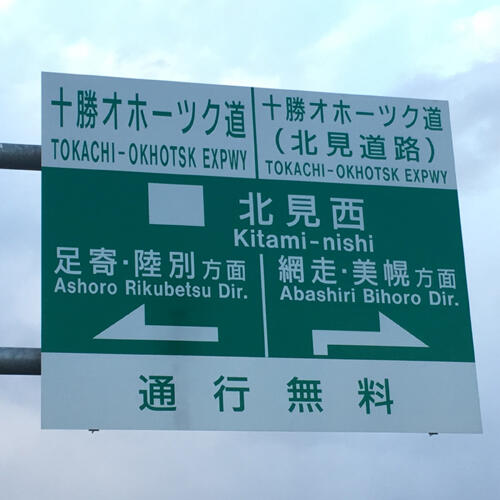 十勝オホーツク道
TOKACHI-OKHOTSK EXPWY
十勝オホーツク道
(北見道路)
TOKACHI-OKHOTSK EXPWY
北見西
Kitami-nishi
足寄・陸別方面
Ashoro Rikubetsu Dir.
網走・美幌方面
Abashiri Bihoro Dir.
通行無料